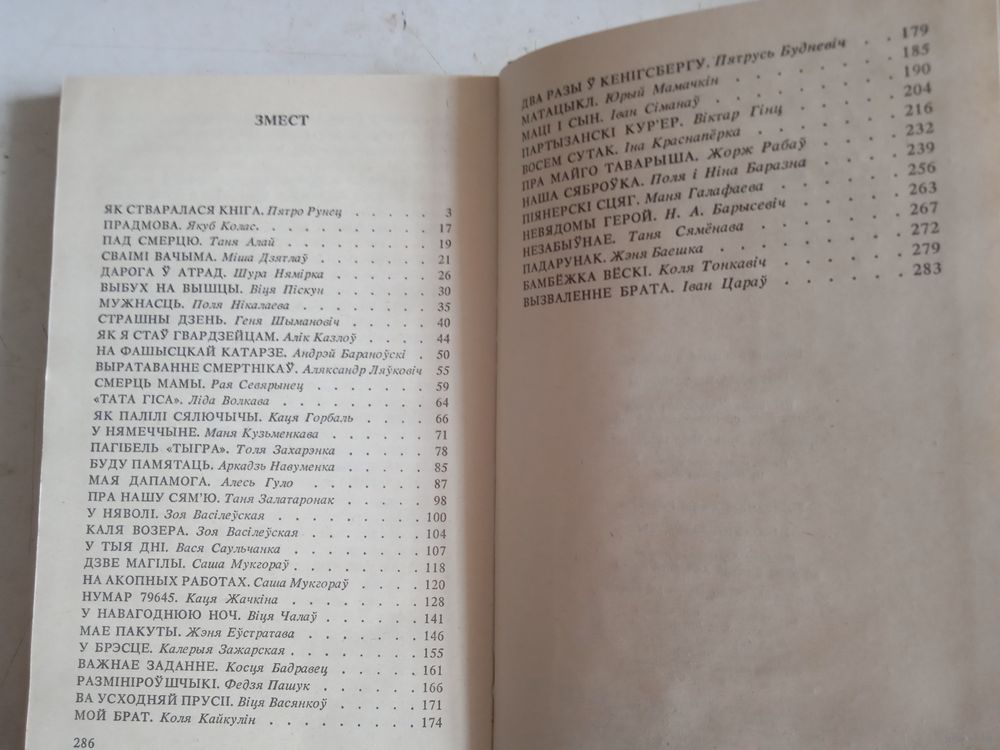 ЗМЕСТ
ЯК СТВАРАЛАСЯ КНІГА. Пятро Рунец . . . . . 3
ПРАДМОВА. Якуб Колас. . . . . . . . . . 17
ПАД СМЕРЦЮ. Таня Алай . . . . . . . . 19
СВАІМІ ВАЧЫМА. Міша Дзятлаў . . . . . . 21
ДАРОГА Ў АТРАД. Шура Нямірка . . . . . . 26
ВЫБУХ НА ВЫШЦЫ. Віця Піскун . . . . . . 30
МУЖНАСЦЬ. Поля Нікалаева . . . . . . . 35
СТРАШНЫ ДЗЕНЬ. Геня Шымановіч . . . . . 40
ЯК Я СТАЎ ГВАРДЗЕЙЦАМ. Алік Казлоў . . . . 44
НА ФАШЫСЦКАЙ КАТАРЗЕ. Андрэй Бараноўскі . 50
ВЫРАТАВАННЕ СМЕРТНІКАЎ. Аляксандр Ляўковіч 55
СМЕРЦЬ МАМЫ. Рая Севярынец . . . . . . 59
«ТАТА ГІСА». Ліда Волкава . . . . . . . . 64
ЯК ПАЛІЛІ СЯЛЮЧЫЧЫ. Каця Горбаль . . . . 66
У НЯМЕЧЧЫНЕ. Маня Кузьменкава . . . . . 71
ПАГІБЕЛЬ «ТЫГРА». Толя Захарэнка . . . . . 78
БУДУ ПАМЯТАЦЬ. Аркадзь Навуменка . . . . . 85
МАЯ ДАПАМОГА. Алесь Гуло . . . . . . . 87
ПРА НАШУ СЯМ'Ю. Таня Залатаронак . . . . . 98
У НЯВОЛІ. Зоя Васілеўская . . . . . . . . 100
КАЛЯ ВОЗЕРА. Зоя Васілеўская . . . . . . 104
У ТЫЯ ДНІ. Вася Саульчанка . . . . . . . 107
ДЗВЕ МАГІЛЫ. Саша Мукгораў . . . . . . 118
НА АКОПНЫХ РАБОТАХ. Саша Мукгораў . . . . 120
НУМАР 79645. Каця Жачкіна . . . . . . . 128
У НАВАГОДНЮЮ НОЧ. Віця Чалаў . . . . . . 141
МАЕ ПАКУТЫ. Жэня Еўстратава . . . . . . 146
У БРЭСЦЕ. Калерыя Зажарская . . . . . . . 155
ВАЖНАЕ ЗАДАННЕ. Косця Бадравец . . . . . 161
РАЗМІНІРОЎШЧЫКІ. Федзя Пашук . . . . . . 166
ВА УСХОДНЯЙ ПРУСІІ. Віця Васянкоў . . . . . 171
МОЙ БРАТ. Коля Кайкулін . . . . . . . . 174
286
ДВА РАЗЫ Ў КЕНІГСБЕРГУ. Пятрусь Будневіч . . 179
МАТАЦЫКЛ. Юрый Мамачкін . . . . . . . 185
МАЦІ І СЫН. Іван Сіманаў . . . . . . . . 190
ПАРТЫЗАНСКІ КУР'ЕР. Віктар Гінц . . . . . 204
ВОСЕМ СУТАК. Іна Краснапёрка . . . . . . 216
ПРА МАЙГО ТАВАРЫША. Жорж Рабаў . . . . 232
НАША СЯБРОЎКА. Поля і Ніна Баразна . . . . 239
ПІЯНЕРСКІ СЦЯГ. Маня Галафаева . . . . . 256
НЕВЯДОМЫ ГЕРОЙ. Н. А. Барысевіч . . . . . 263
НЕЗАБЫЎНАЕ. Таня Сямёнава . . . . . . . 267
ПАДАРУНАК. Жэня Баешка . . . . . . . . 272
БАМБЁЖКА ВЁСКІ. Коля Тонкавіч . . . . . . 279
ВЫЗВАЛЕННЕ БРАТА. Іван Цараў . . . . . . 283